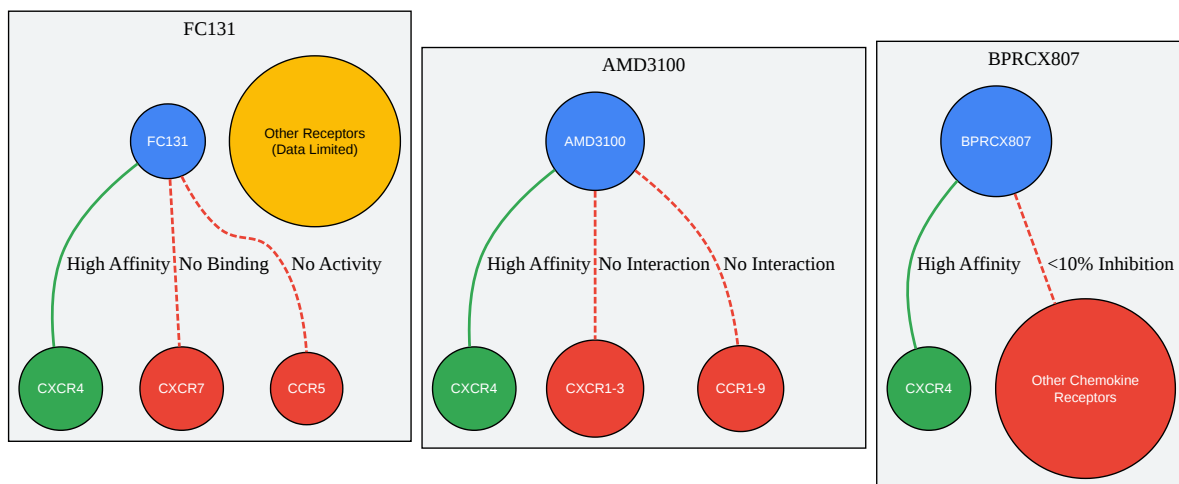 FC131
FC131
Other Receptors
(Data Limited)
High Affinity
No Binding
No Activity
CXCR4
CXCR7
CCR5
AMD3100
AMD3100
High Affinity
No Interaction
No Interaction
CXCR4
CXCR1-3
CCR1-9
BPRCX807
BPRCX807
High Affinity
<10% Inhibition
CXCR4
Other Chemokine
Receptors